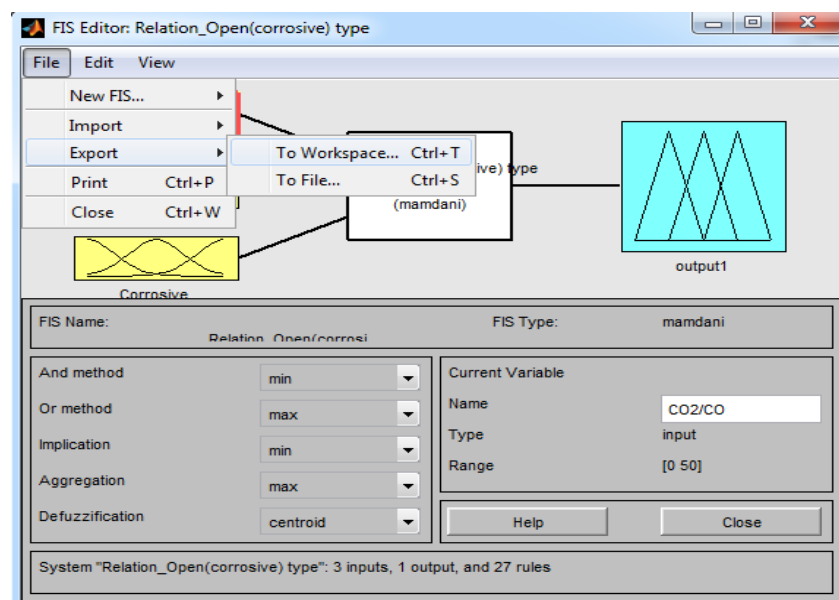 FIS Editor: Relation_Open(corrosive) type
File Edit View
New FIS...
Import
Export
To Workspace... Ctrl+T
Print Ctrl+P
To File... Ctrl+S
Close Ctrl+W
ive) type
(mamdani)
output1
Corrosive
FIS Name:
Relation_Open(corrosi
FIS Type:
mamdani
And method
min
Or method
max
Implication
min
Aggregation
max
Defuzzification
centroid
Current Variable
Name
CO2/CO
Type
input
Range
[0 50]
Help
Close
System "Relation_Open(corrosive) type": 3 inputs, 1 output, and 27 rules